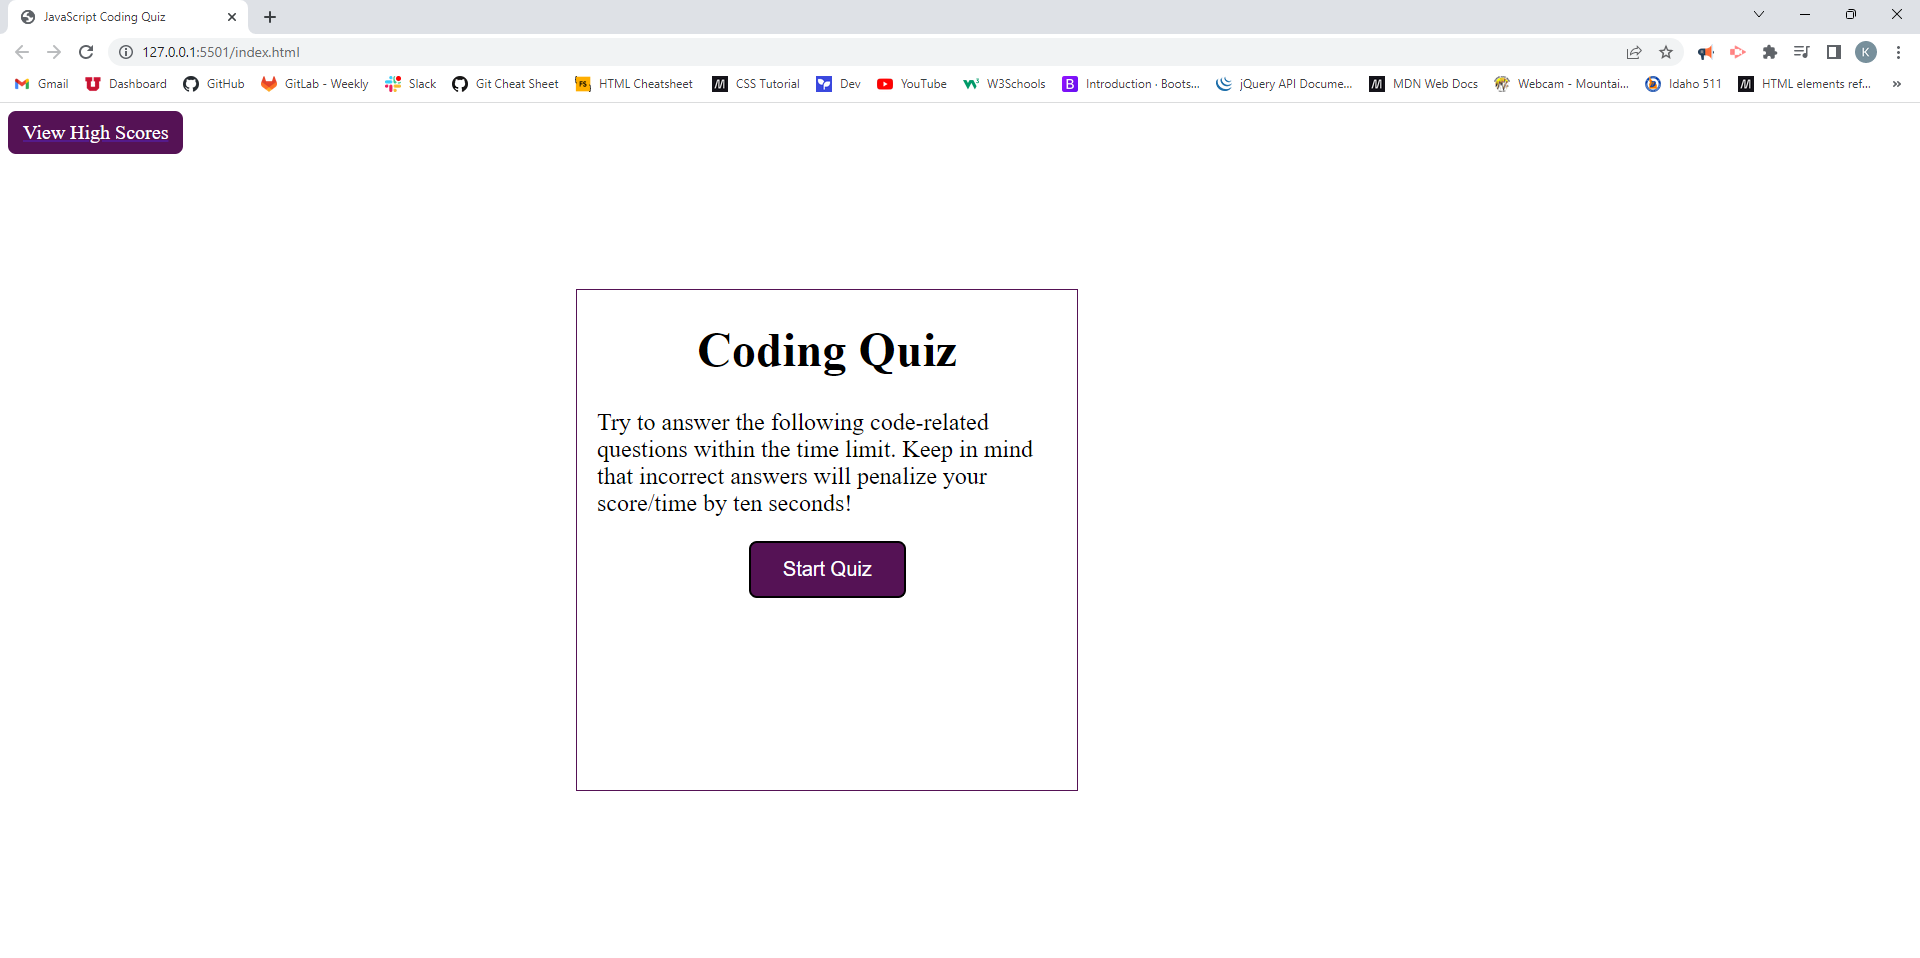 JavaScript Coding Quiz
127.0.0.1:5501/index.html
K
Gmail Dashboard GitHub GitLab - Weekly Slack Git Cheat Sheet FS HTML Cheatsheet M CSS Tutorial Dev YouTube W3Schools B Introduction · Boots... jQuery API Docume... M MDN Web Docs Webcam - Mountai... Idaho 511 M HTML elements ref... »
View High Scores
Coding Quiz
Try to answer the following code-related
questions within the time limit. Keep in mind
that incorrect answers will penalize your
score/time by ten seconds!
Start Quiz